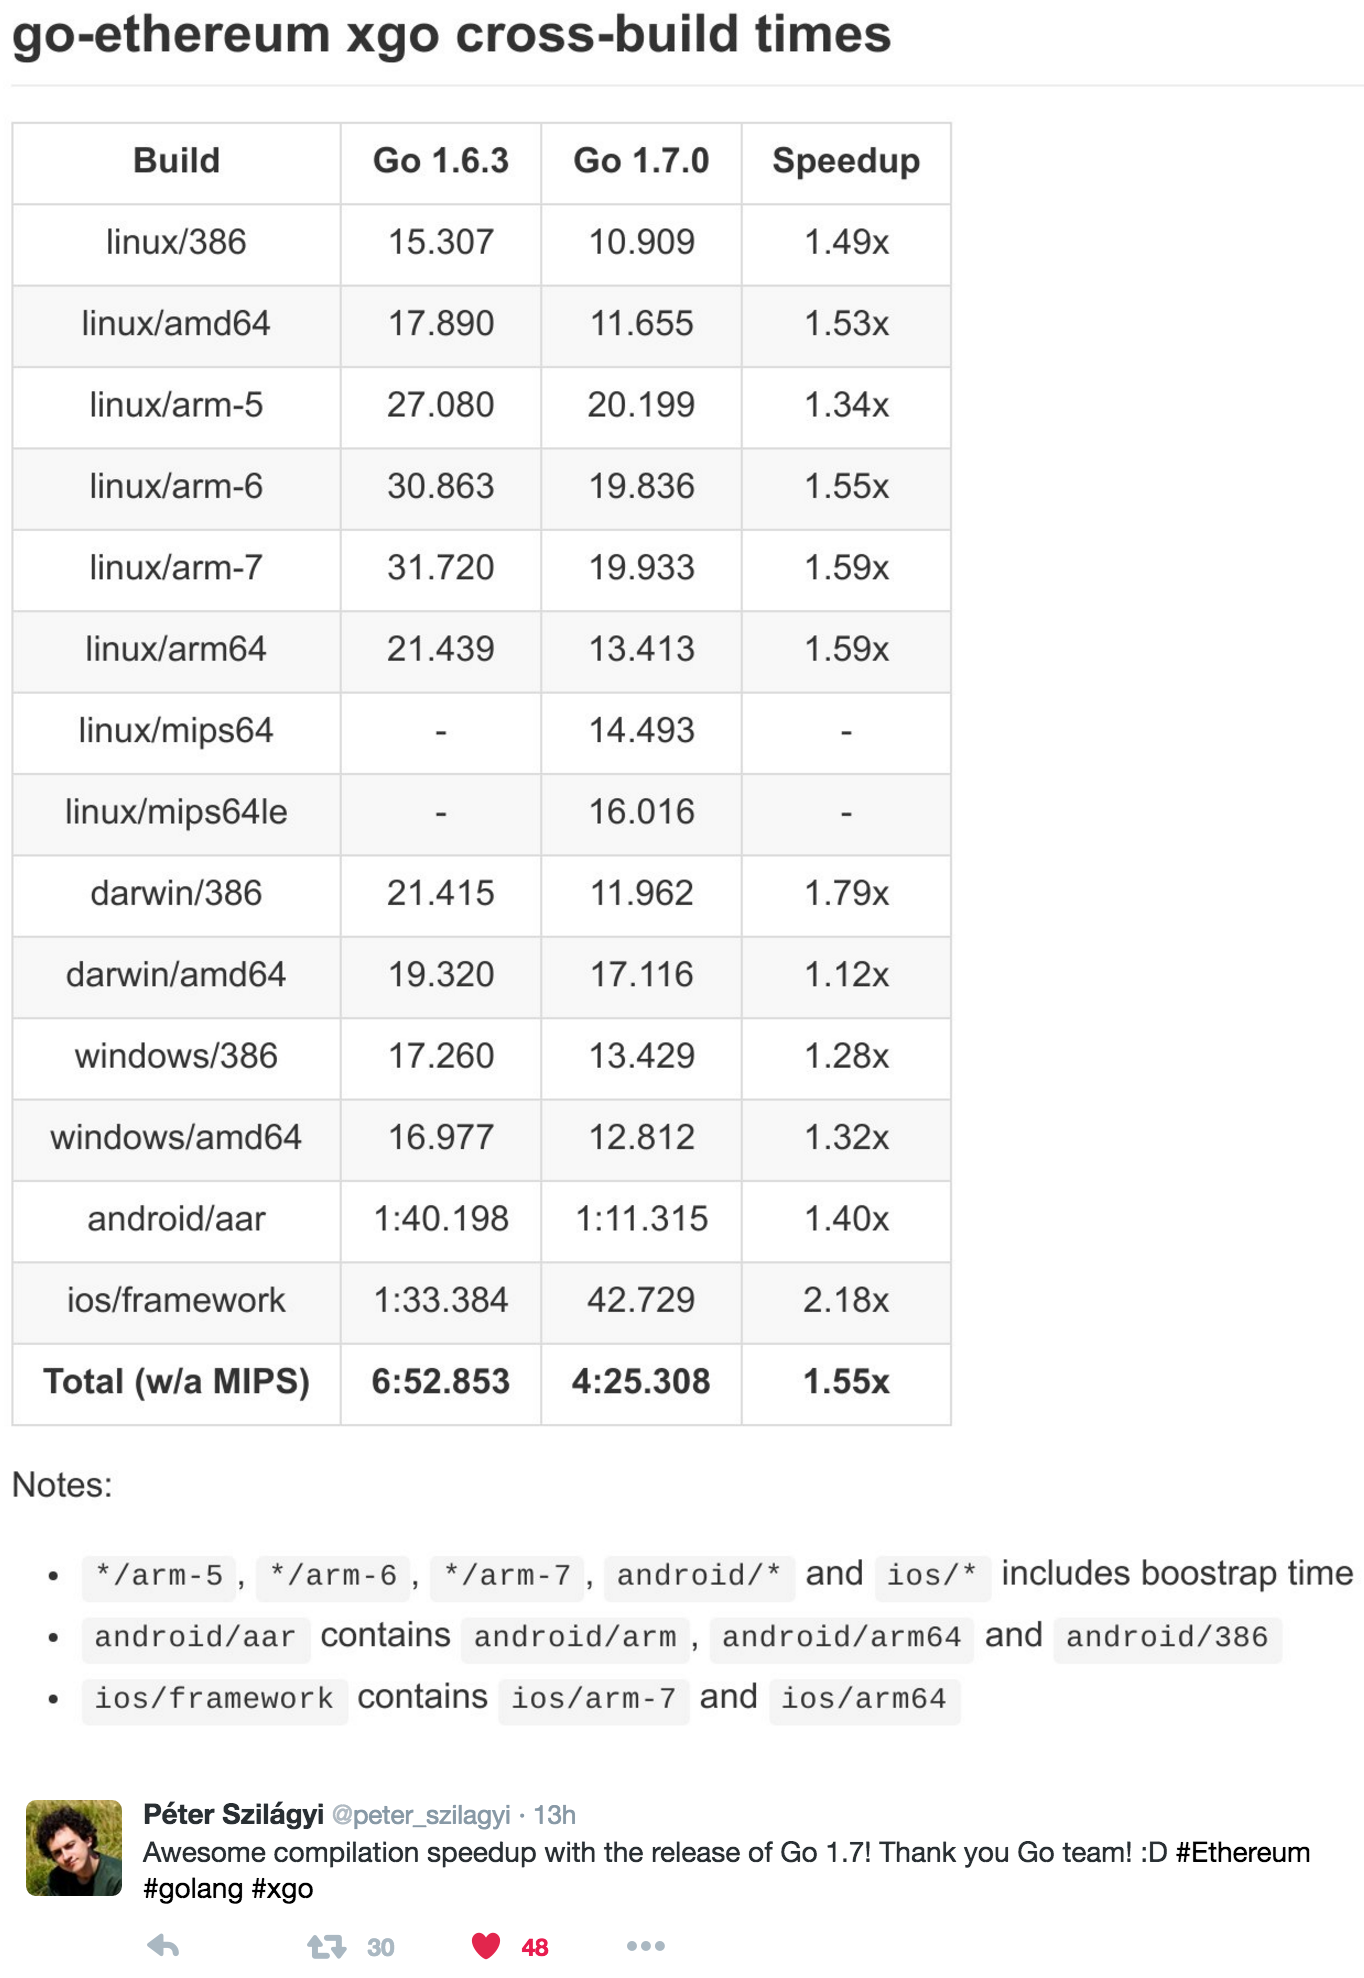 go-ethereum xgo cross-build times
Build Go 1.6.3 Go 1.7.0 Speedup
linux/386 15.307 10.909 1.49x
linux/amd64 17.890 11.655 1.53x
linux/arm-5 27.080 20.199 1.34x
linux/arm-6 30.863 19.836 1.55x
linux/arm-7 31.720 19.933 1.59x
linux/arm64 21.439 13.413 1.59x
linux/mips64 - 14.493 -
linux/mips64le - 16.016 -
darwin/386 21.415 11.962 1.79x
darwin/amd64 19.320 17.116 1.12x
windows/386 17.260 13.429 1.28x
windows/amd64 16.977 12.812 1.32x
android/aar 1:40.198 1:11.315 1.40x
ios/framework 1:33.384 42.729 2.18x
Total (w/a MIPS) 6:52.853 4:25.308 1.55x
Notes:
• */arm-5, */arm-6, */arm-7, android/* and ios/* includes boostrap time
• android/aar contains android/arm, android/arm64 and android/386
• ios/framework contains ios/arm-7 and ios/arm64
Péter Szilágyi @peter_szilagyi · 13h
Awesome compilation speedup with the release of Go 1.7! Thank you Go team! :D #Ethereum
#golang #xgo
30 48